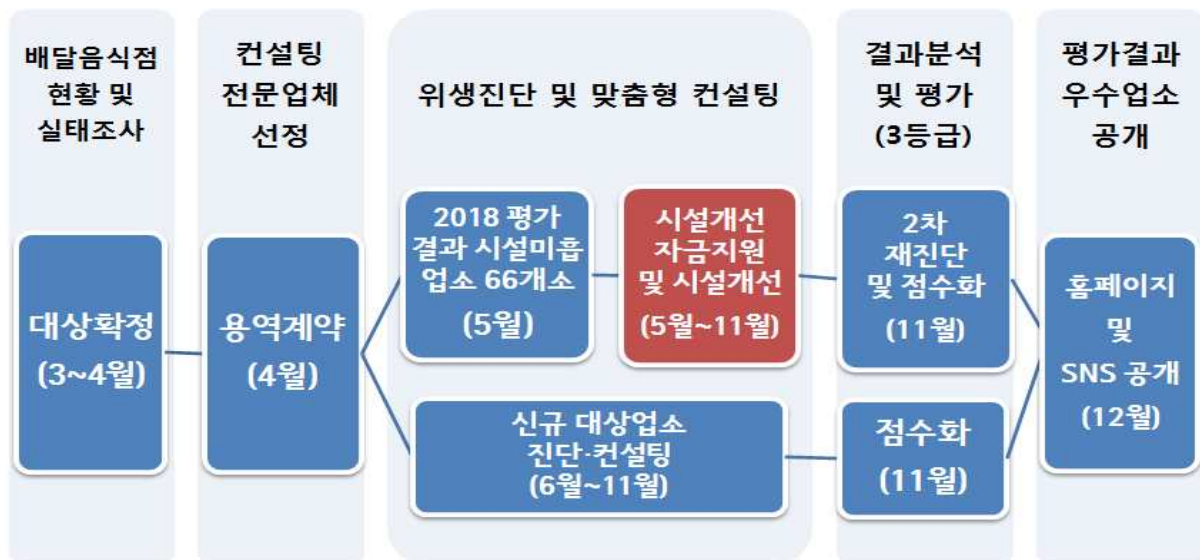 배달음식점
현황 및
실태조사
컨설팅
전문업체
선정
위생진단 및 맞춤형 컨설팅
결과분석
및 평가
(3등급)
평가결과
우수업소
공개
대상확정
(3~4월)
용역계약
(4월)
2018 평가
결과 시설미흡
업소 66개소
(5월)
시설개선
자금지원
및 시설개선
(5월~11월)
2차
재진단
및 점수화
(11월)
신규 대상업소
진단·컨설팅
(6월~11월)
점수화
(11월)
홈페이지
및
SNS 공개
(12월)